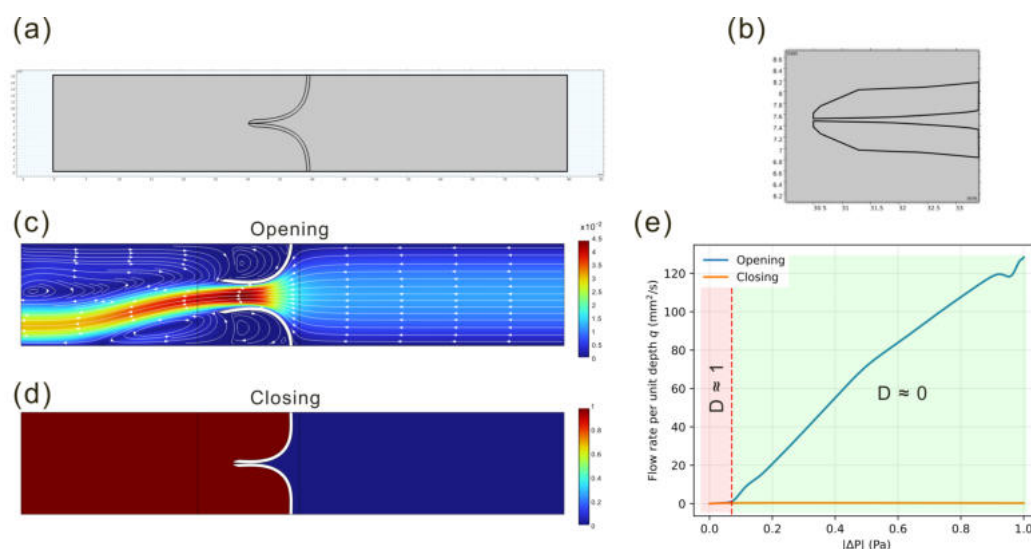 (a)
(b)
8.6
8.4
8.2
8
7.8
7.6
7.4
7.2
7
6.8
6.6
6.4
6.2
30.5 31 31.5 32 32.5 33
(c)
Opening
×10⁻²
4.5
4
3.5
3
2.5
2
1.5
1
0.5
0
(d)
Closing
1
0.8
0.6
0.4
0.2
0
(e)
Opening
Closing
Flow rate per unit depth q (mm²/s)
120
100
80
60
40
20
0
D ≈ 1
D ≈ 0
0.0 0.2 0.4 0.6 0.8 1.0
|ΔP| (Pa)